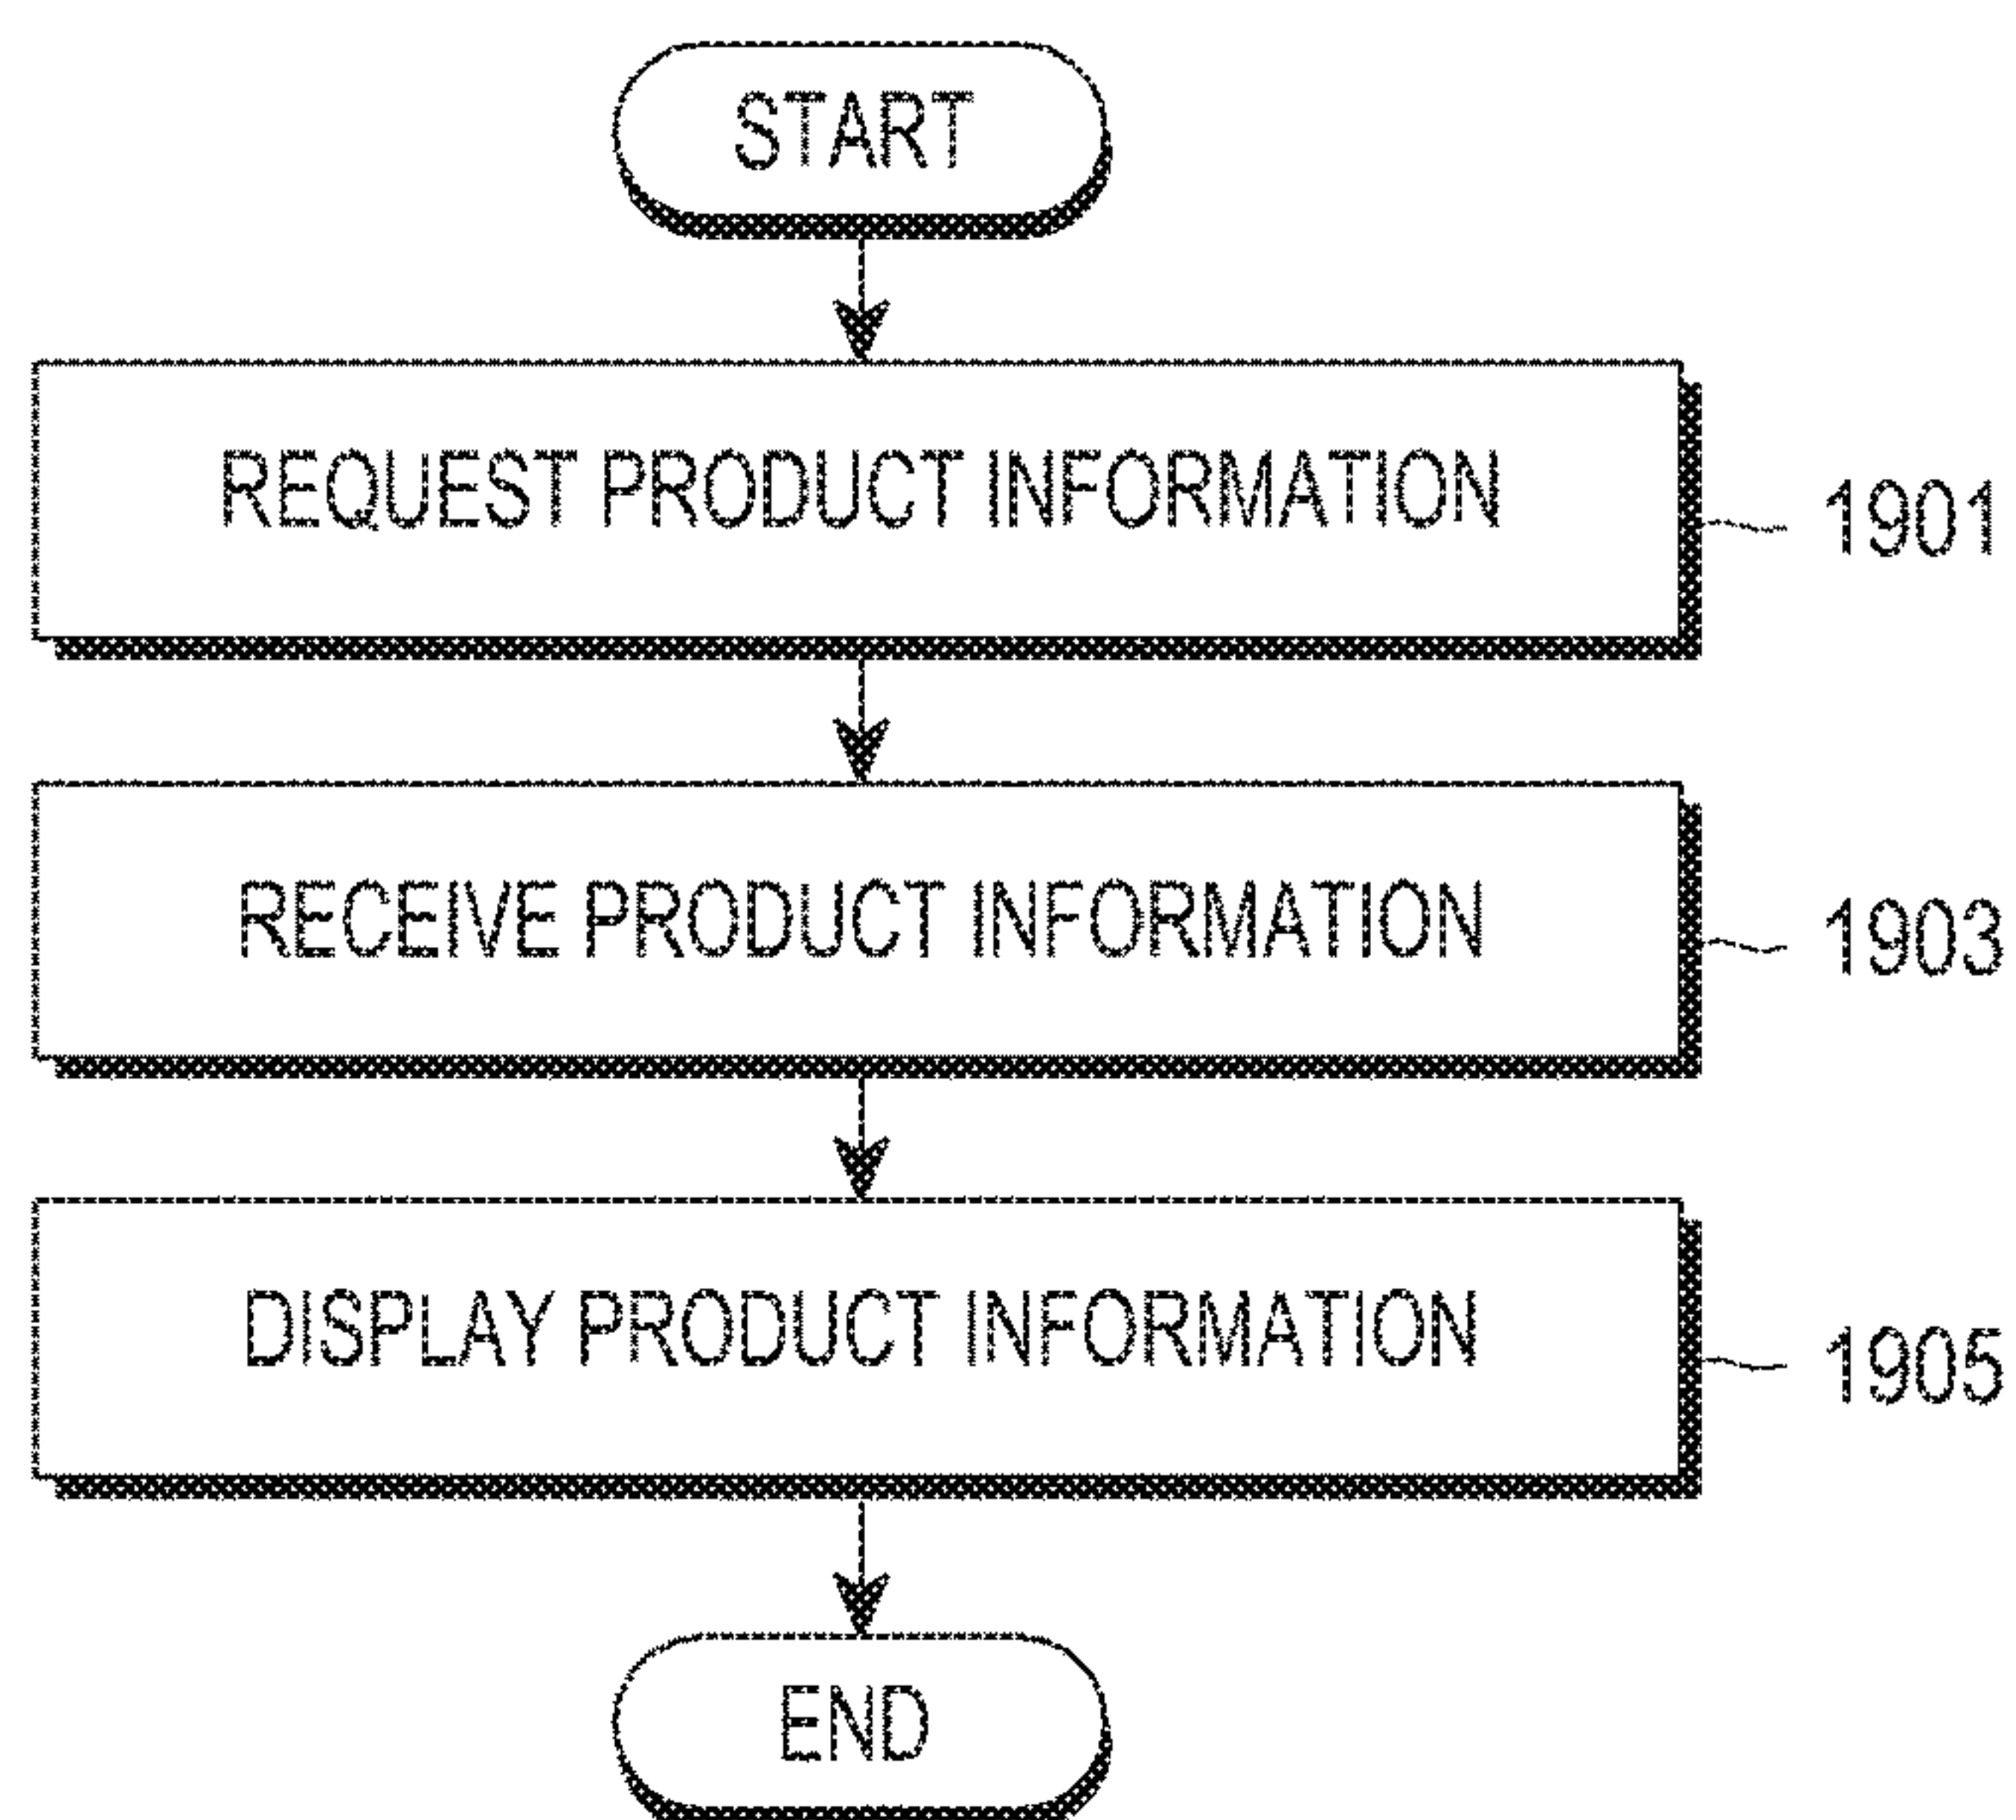 START
REQUEST PRODUCT INFORMATION
1901
RECEIVE PRODUCT INFORMATION
1903
DISPLAY PRODUCT INFORMATION
1905
END